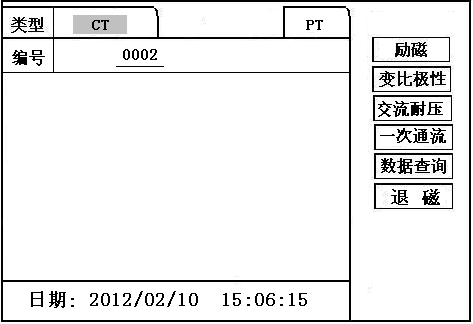 类型 CT PT
编号 0002
励磁
变比极性
交流耐压
一次通流
数据查询
退 磁
日期: 2012/02/10 15:06:15